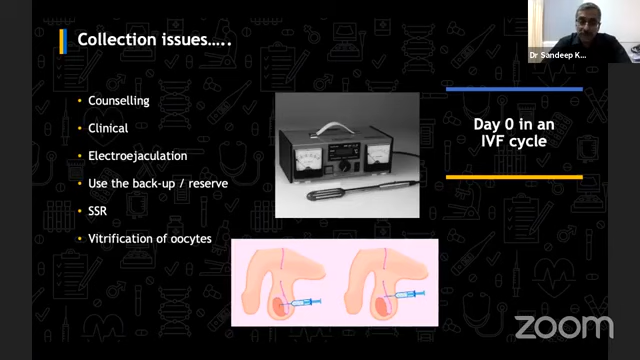 Collection issues.....
Dr Sandeep K...
Counselling
Clinical
Electroejaculation
Use the back-up / reserve
SSR
Vitrification of oocytes
Day 0 in an
IVF cycle
zoom